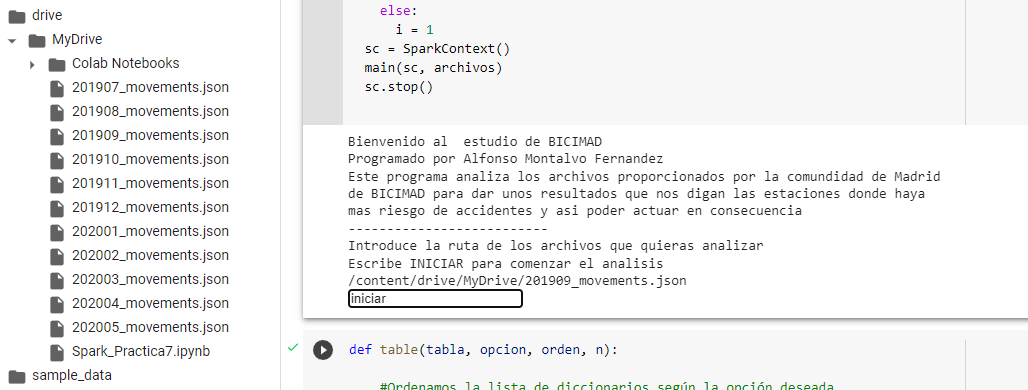 drive
MyDrive
Colab Notebooks
201907_movements.json
201908_movements.json
201909_movements.json
201910_movements.json
201911_movements.json
201912_movements.json
202001_movements.json
202002_movements.json
202003_movements.json
202004_movements.json
202005_movements.json
Spark_Practica7.ipynb
sample_data
else:
i = 1
sc = SparkContext()
main(sc, archivos)
sc.stop()
Bienvenido al  estudio de BICIMAD
Programado por Alfonso Montalvo Fernandez
Este programa analiza los archivos proporcionados por la comundidad de Madrid
de BICIMAD para dar unos resultados que nos digan las estaciones donde haya
mas riesgo de accidentes y asi poder actuar en consecuencia
--------------------------
Introduce la ruta de los archivos que quieras analizar
Escribe INICIAR para comenzar el analisis
/content/drive/MyDrive/201909_movements.json
iniciar
def table(tabla, opcion, orden, n):
#Ordenamos la lista de diccionarios según la opción deseada